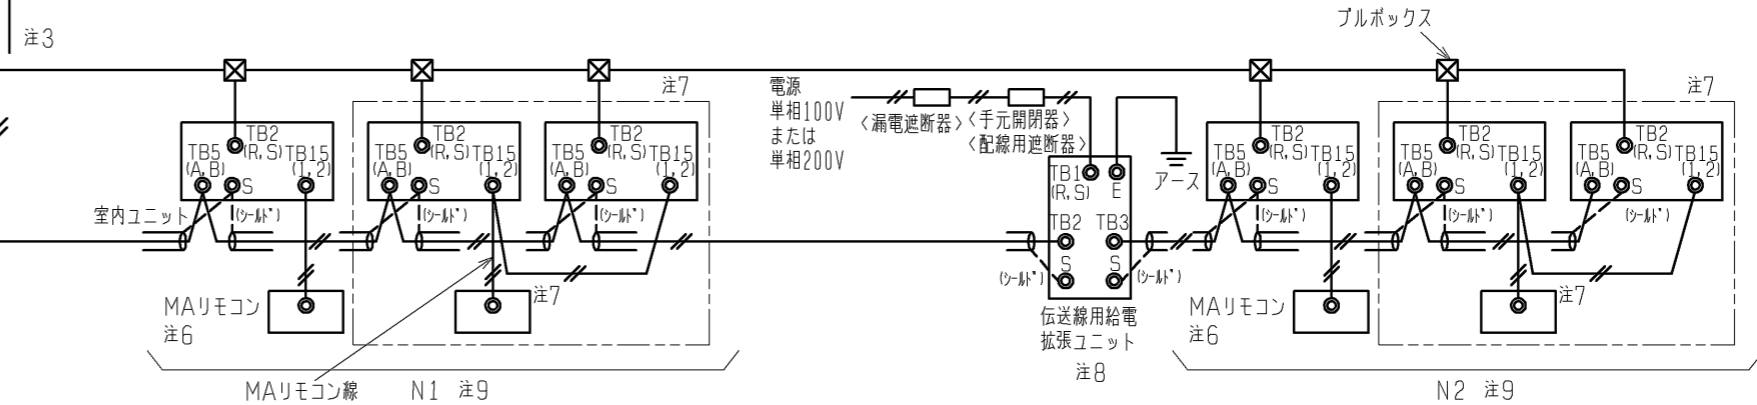 プルボックス
注3
注7
注7
電源
単相100V
または
単相200V
〈漏電遮断器〉
〈手元開閉器〉
〈配線用遮断器〉
TB2
(R,S)
TB5
(A,B)
S
TB15
(1,2)
(シールド)
TB2
(R,S)
TB5
(A,B)
S
TB15
(1,2)
(シールド)
TB2
(R,S)
TB5
(A,B)
S
TB15
(1,2)
(シールド)
TB1
(R,S)
E
アース
TB2
TB3
S
S
(シールド)
(シールド)
TB2
(R,S)
TB5
(A,B)
S
TB15
(1,2)
(シールド)
TB2
(R,S)
TB5
(A,B)
S
TB15
(1,2)
(シールド)
TB2
(R,S)
TB5
(A,B)
S
TB15
(1,2)
(シールド)
室内ユニット
MAリモコン
注6
注7
伝送線用給電
拡張ユニット
注8
MAリモコン
注6
注7
MAリモコン線
N1 注9
N2 注9